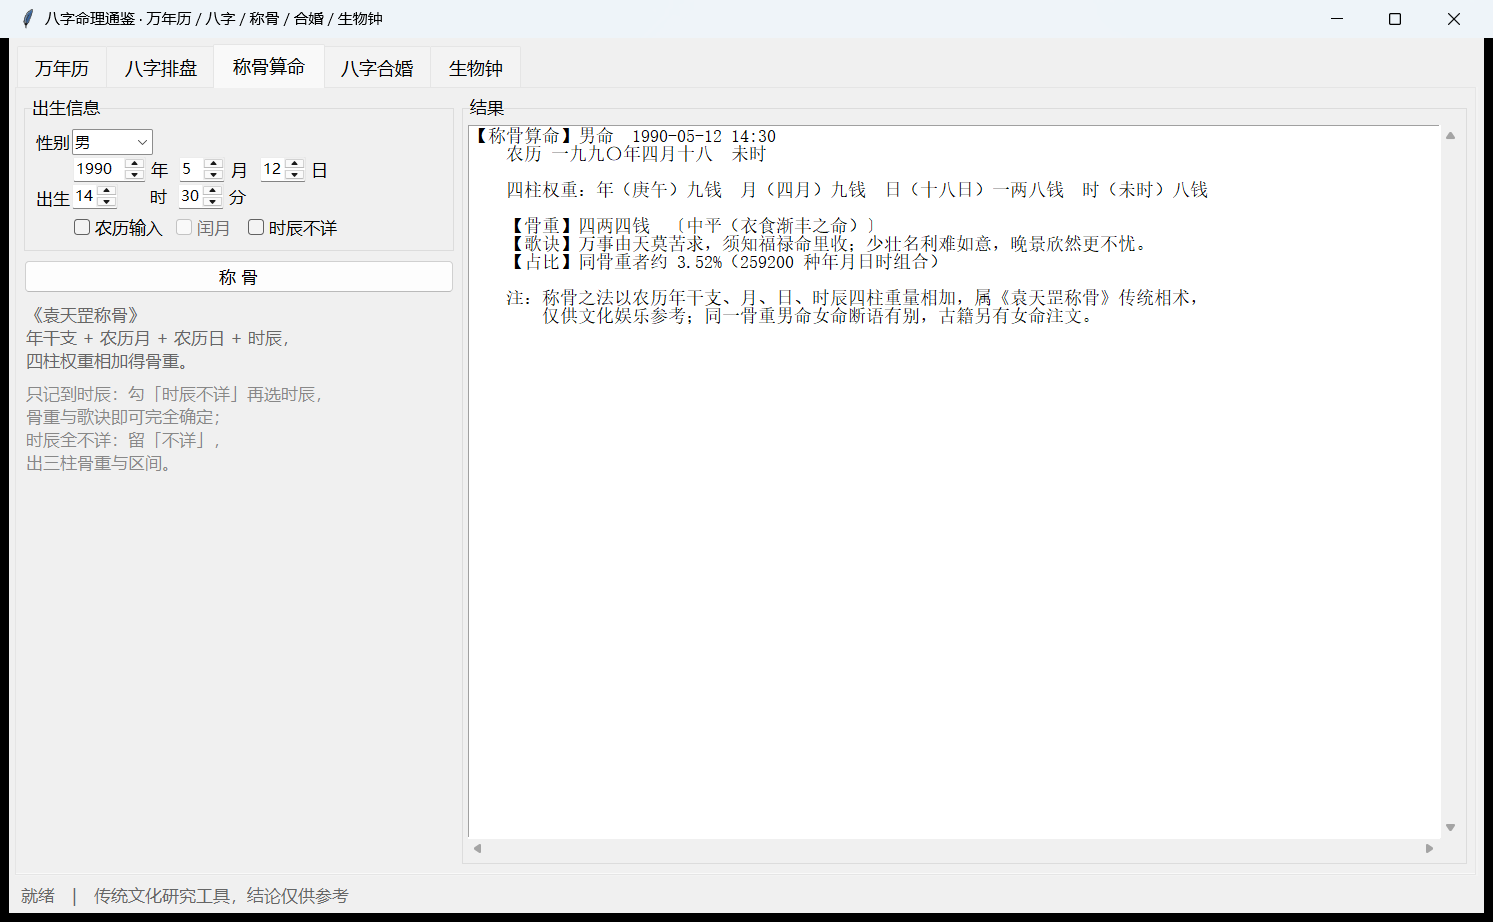 八字命理通鉴 · 万年历 / 八字 / 称骨 / 合婚 / 生物钟
万年历 八字排盘 称骨算命 八字合婚 生物钟
出生信息
性别 男
1990 年 5 月 12 日
出生 14 时 30 分
农历输入 闰月 时辰不详
称 骨
《袁天罡称骨》
年干支 + 农历月 + 农历日 + 时辰，
四柱权重相加得骨重。
只记到时辰：勾「时辰不详」再选时辰，
骨重与歌诀即可完全确定；
时辰全不详：留「不详」，
出三柱骨重与区间。
结果
【称骨算命】男命 1990-05-12 14:30
农历 一九九〇年四月十八 未时
四柱权重：年（庚午）九钱 月（四月）九钱 日（十八日）一两八钱 时（未时）八钱
【骨重】四两四钱 〔中平（衣食渐丰之命）〕
【歌诀】万事由天莫苦求，须知福禄命里收；少壮名利难如意，晚景欣然更不忧。
【占比】同骨重者约 3.52%（259200 种年月日时组合）
注：称骨之法以农历年干支、月、日、时辰四柱重量相加，属《袁天罡称骨》传统相术，
仅供文化娱乐参考；同一骨重男命女命断语有别，古籍另有女命注文。
就绪 | 传统文化研究工具，结论仅供参考